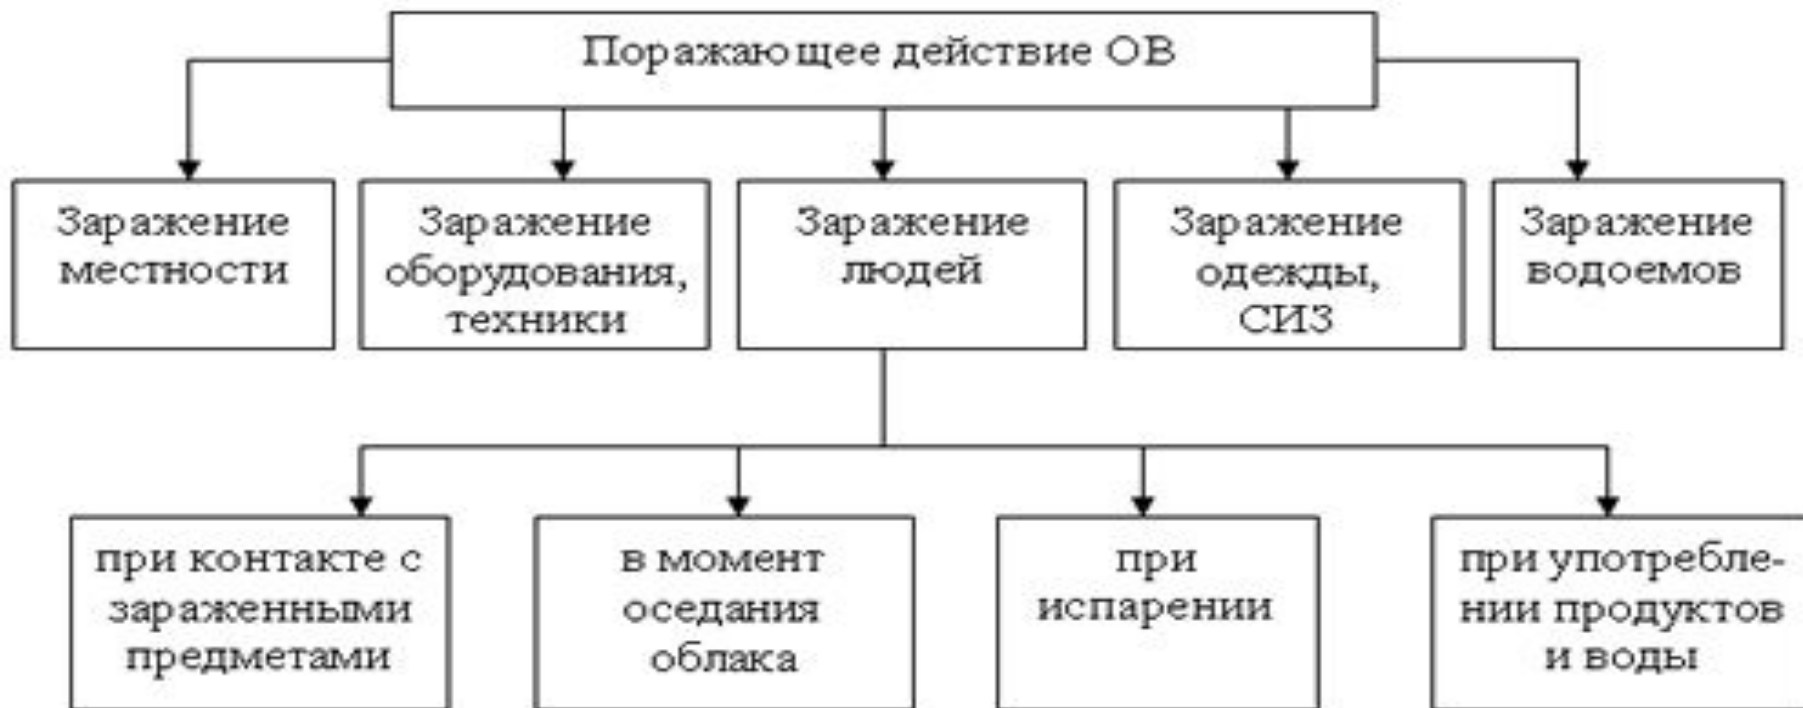 Поражающее действие ОВ
Заражение
местности
Заражение
оборудования,
техники
Заражение
людей
Заражение
одежды,
СИЗ
Заражение
водоемов
при контакте с
зараженными
предметами
в момент
оседания
облака
при
испарении
при употребле-
нии продуктов
и воды